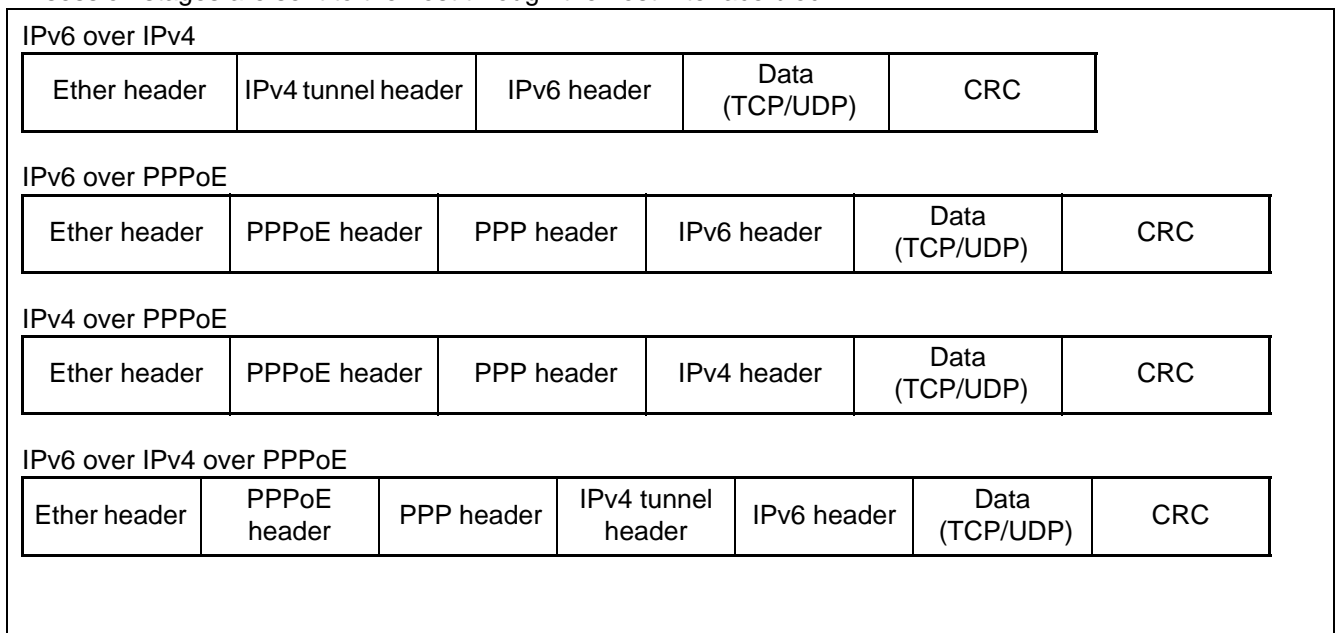 IPv6 over IPv4
Ether header IPv4 tunnel header IPv6 header Data (TCP/UDP) CRC
IPv6 over PPPoE
Ether header PPPoE header PPP header IPv6 header Data (TCP/UDP) CRC
IPv4 over PPPoE
Ether header PPPoE header PPP header IPv4 header Data (TCP/UDP) CRC
IPv6 over IPv4 over PPPoE
Ether header PPPoE header PPP header IPv4 tunnel header IPv6 header Data (TCP/UDP) CRC